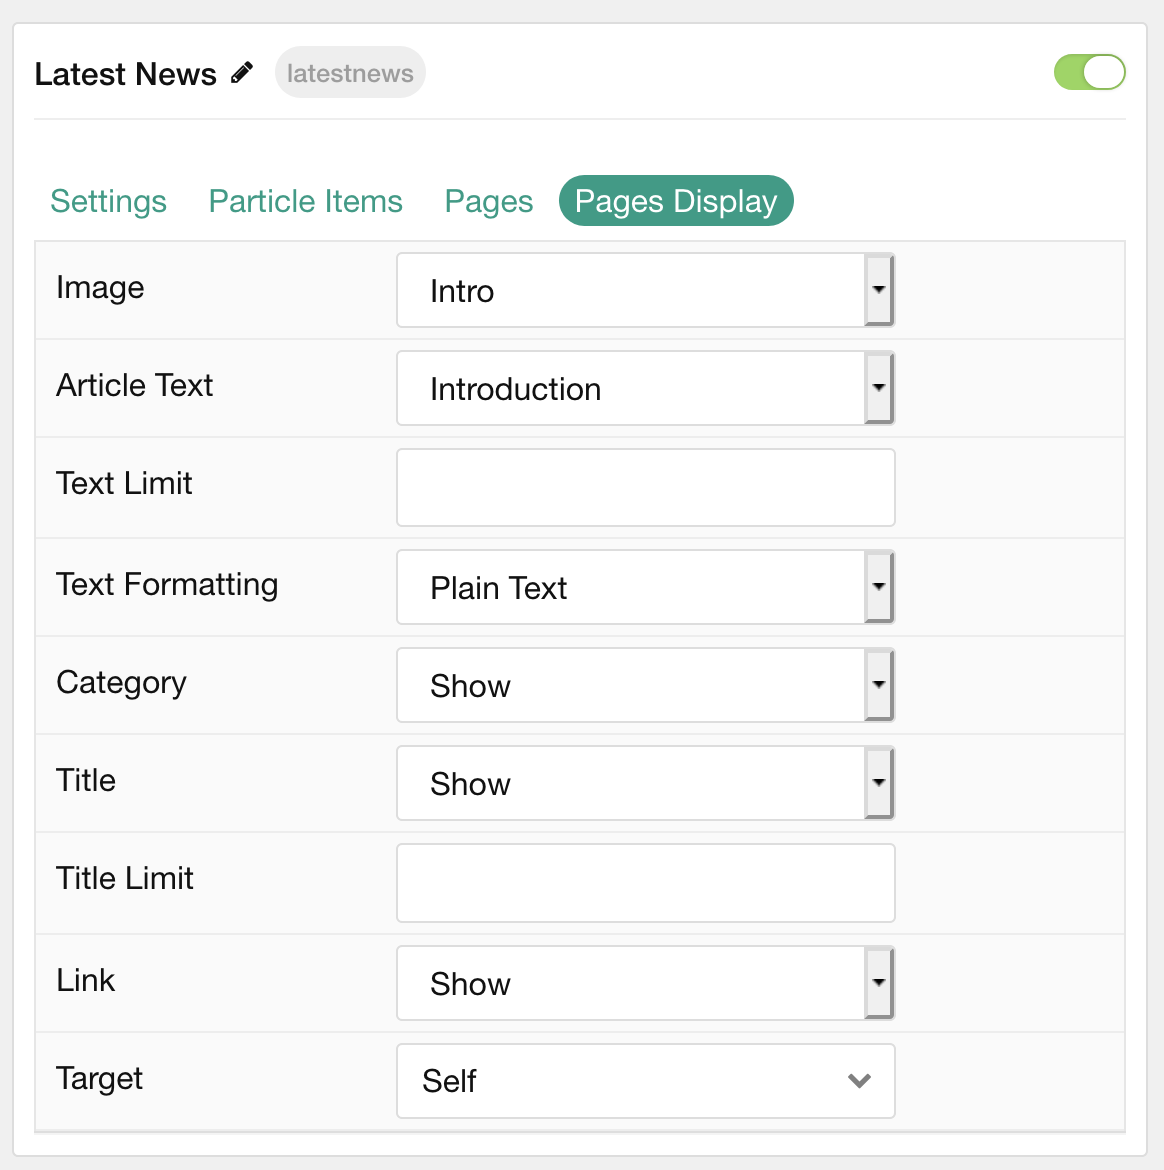 Latest News latestnews
Settings Particle Items Pages Pages Display
Image Intro
Article Text Introduction
Text Limit
Text Formatting Plain Text
Category Show
Title Show
Title Limit
Link Show
Target Self